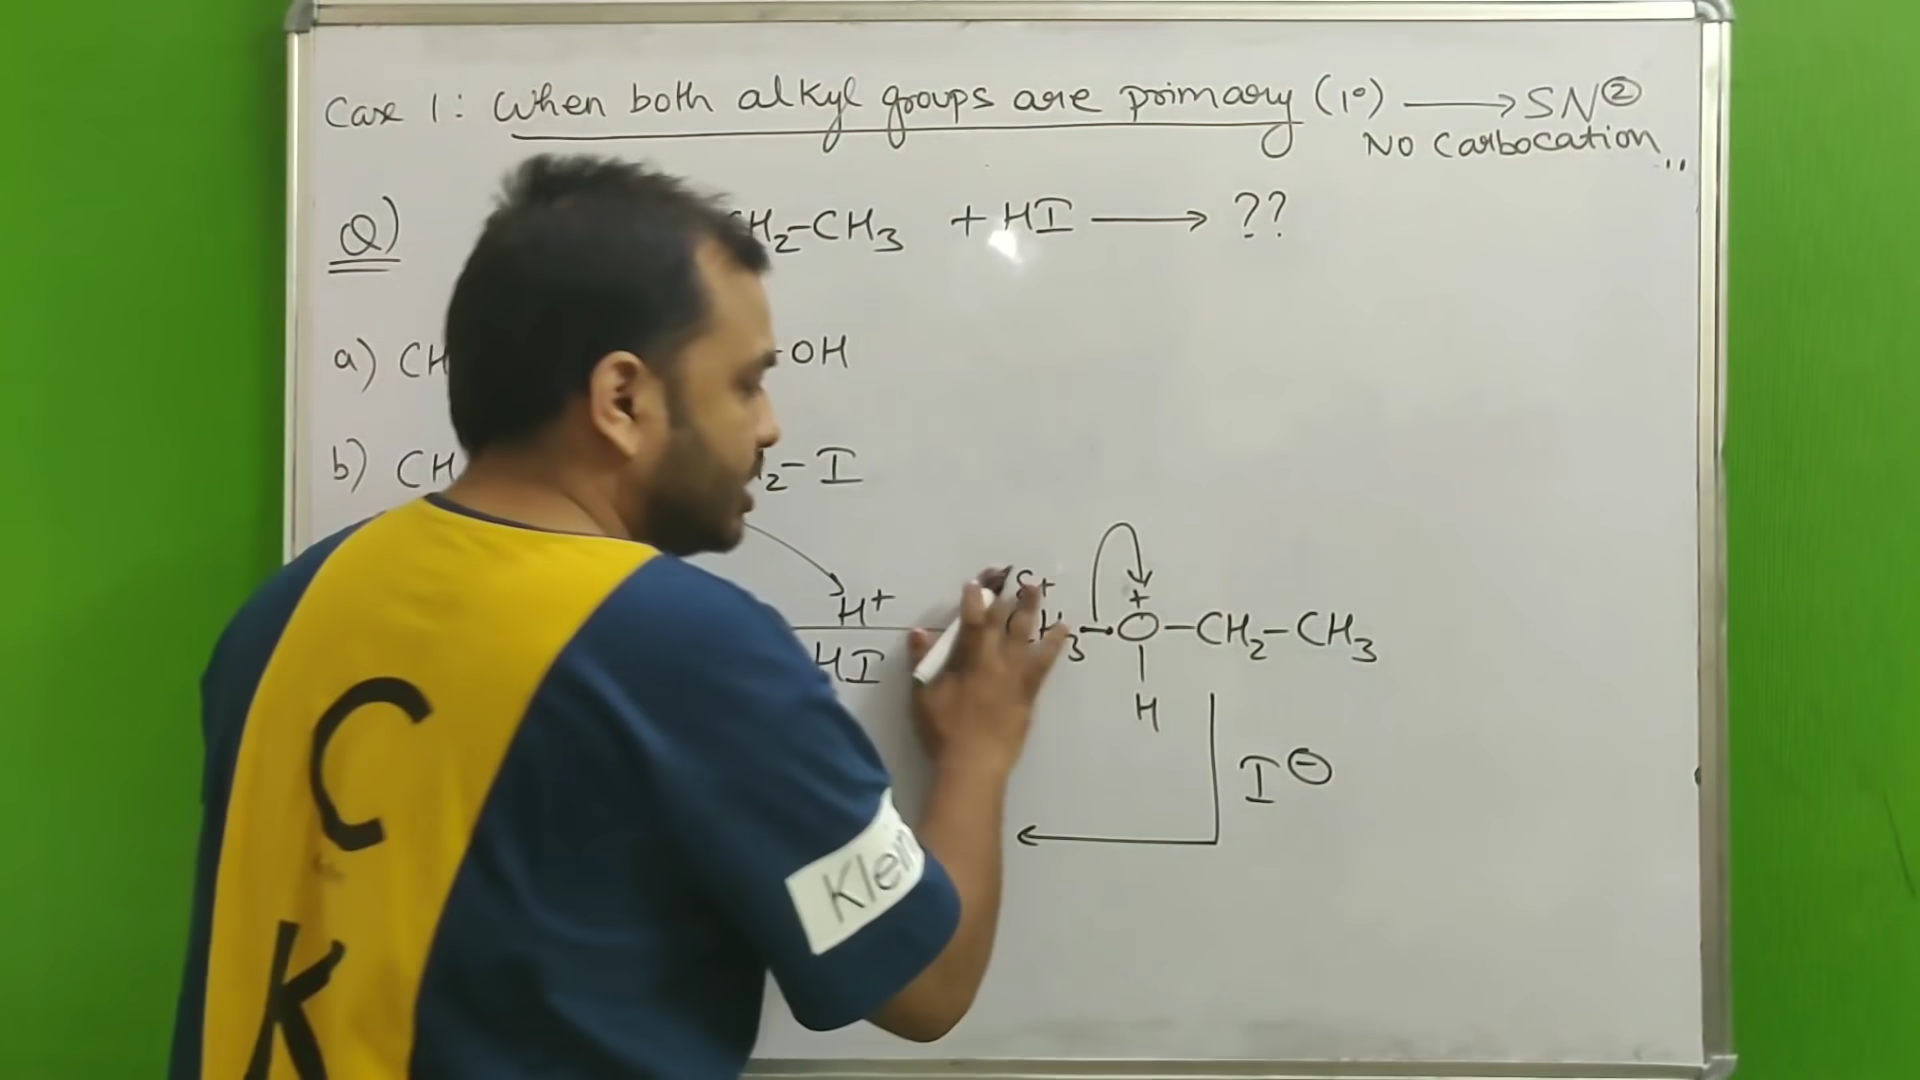 Case 1: When both alkyl groups are primary (1°) → SN②
No Carbocation..
Q) H₂-CH₃ + HI → ??
a) CH -OH
b) CH ₂-I
H⁺
HI
δ+
CH₃-O-CH₂-CH₃
+
H
I⊖
Klein
C
K